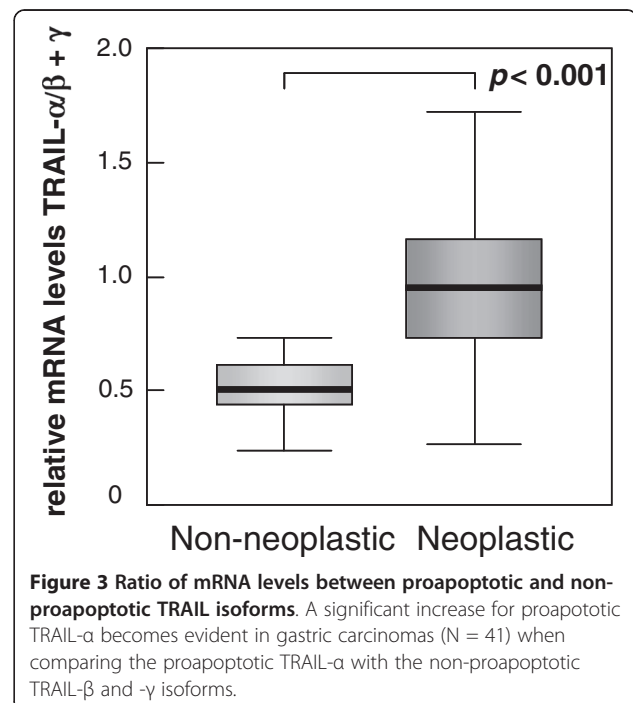 relative mRNA levels TRAIL-α/β + γ
2.0
1.5
1.0
0.5
0
p< 0.001
Non-neoplastic Neoplastic
Figure 3 Ratio of mRNA levels between proapoptotic and non-
proapoptotic TRAIL isoforms. A significant increase for proapototic
TRAIL-α becomes evident in gastric carcinomas (N = 41) when
comparing the proapoptotic TRAIL-α with the non-proapoptotic
TRAIL-β and -γ isoforms.